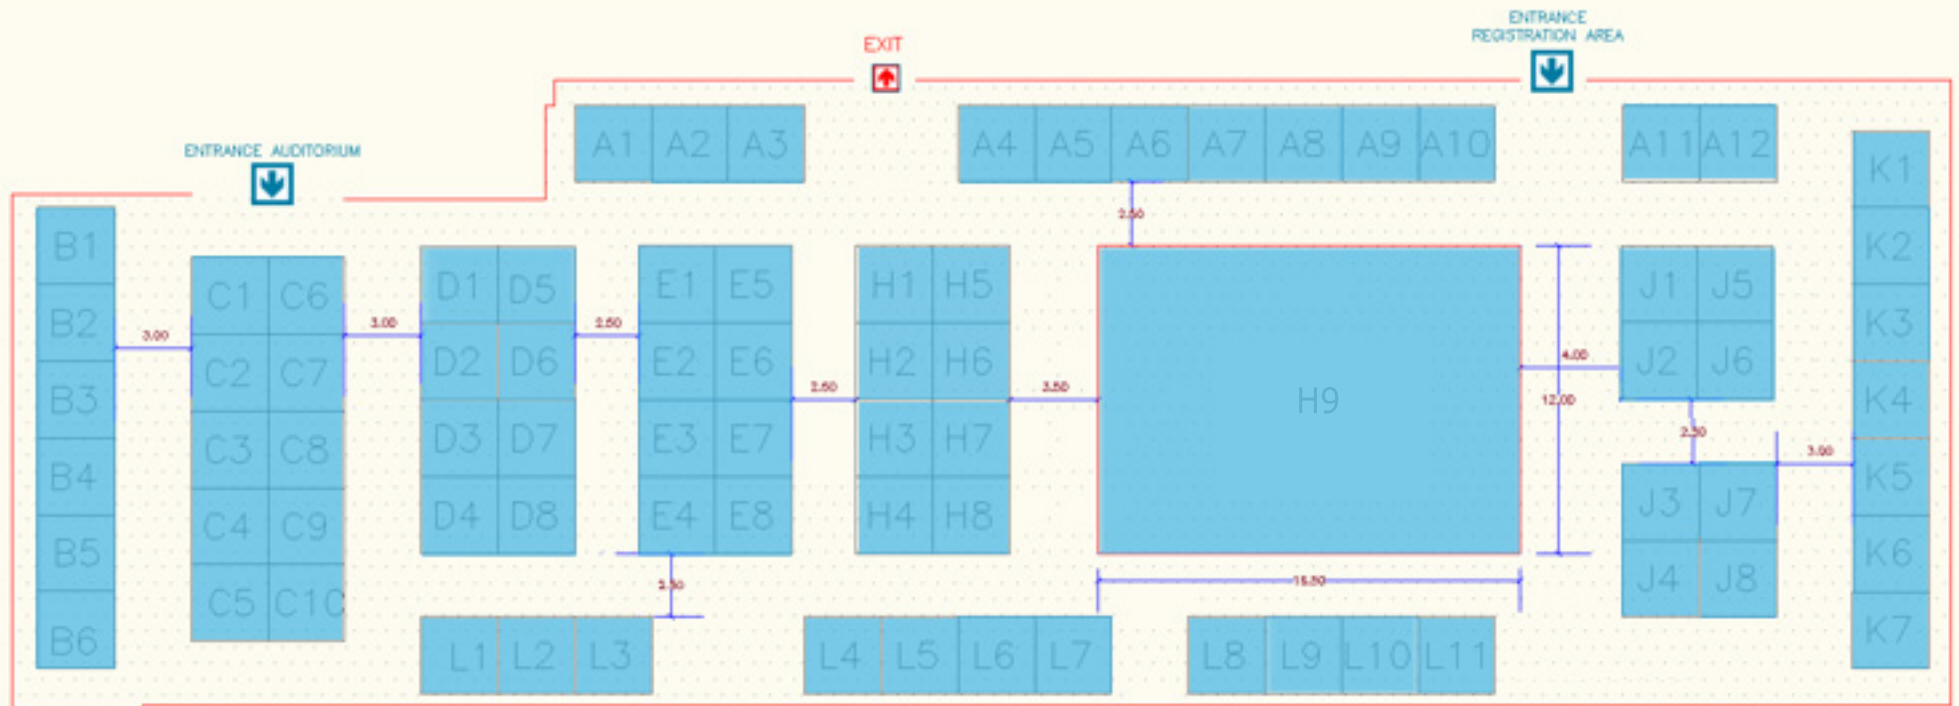 ENTRANCE
REGISTRATION AREA
EXIT
ENTRANCE AUDITORIUM
A1 A2 A3 A4 A5 A6 A7 A8 A9 A10 A11 A12
K1
2.50
B1 K2
C1 C6 D1 D5 E1 E5 H1 H5 J1 J5
B2 K3
3.00 3.00 2.50
C2 C7 D2 D6 E2 E6 H2 H6 J2 J6
4.00
2.50 3.50
B3 H9 12.00 K4
C3 C8 D3 D7 E3 E7 H3 H7
2.50
3.00
B4 K5
C4 C9 D4 D8 E4 E8 H4 H8 J3 J7
B5 K6
2.50 J4 J8
C5 C10
B6 K7
L1 L2 L3 L4 L5 L6 L7 L8 L9 L10 L11